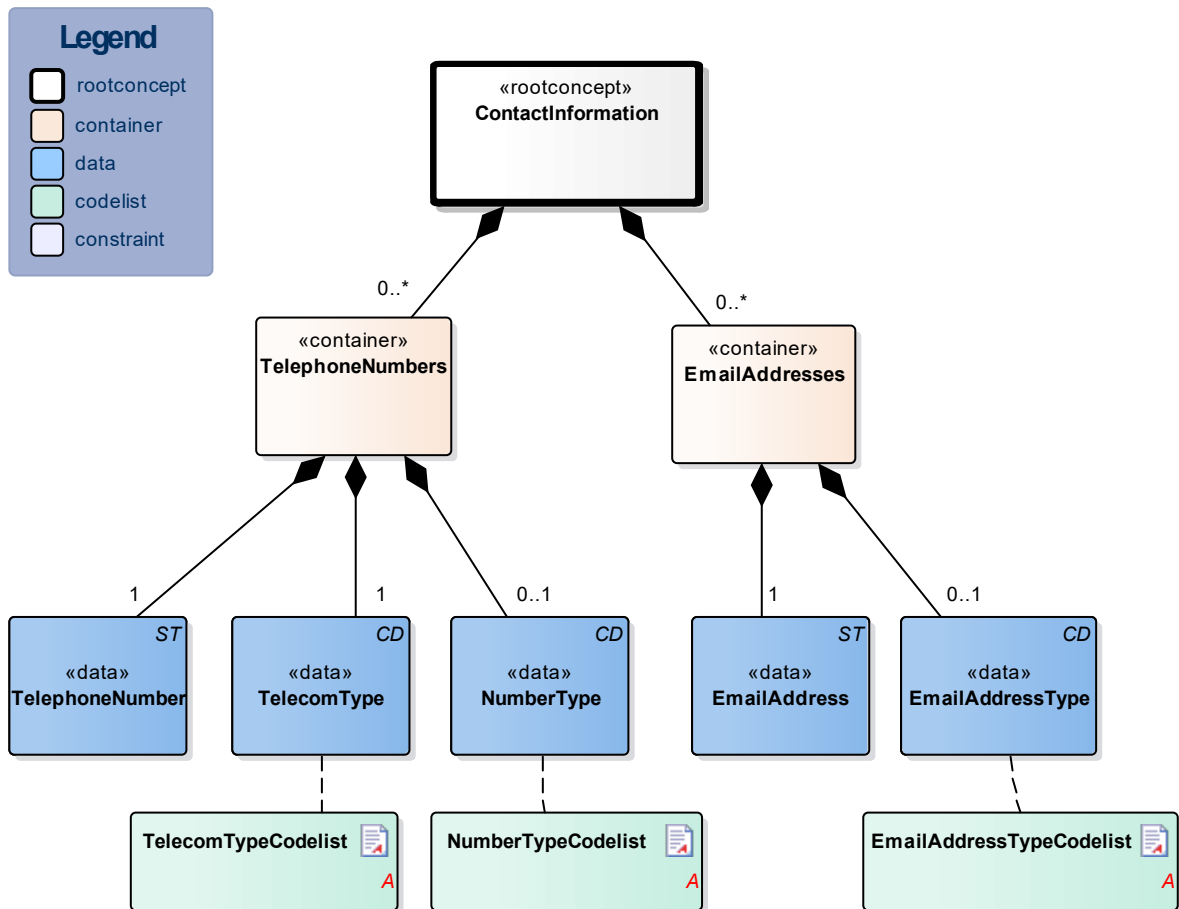 Legend
rootconcept
container
data
codelist
constraint
«rootconcept»
ContactInformation
0..*
0..*
«container»
TelephoneNumbers
«container»
EmailAddresses
1
1
0..1
1
0..1
ST
«data»
TelephoneNumber
CD
«data»
TelecomType
CD
«data»
NumberType
ST
«data»
EmailAddress
CD
«data»
EmailAddressType
TelecomTypeCodelist
A
NumberTypeCodelist
A
EmailAddressTypeCodelist
A